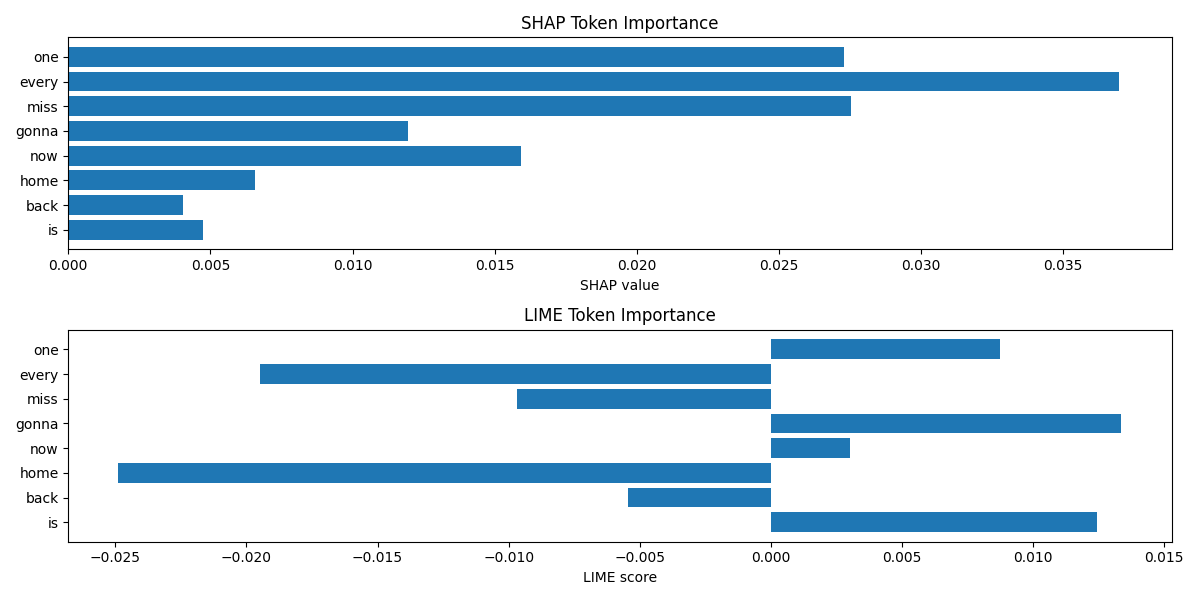 SHAP Token Importance
one
every
miss
gonna
now
home
back
is
0.000 0.005 0.010 0.015 0.020 0.025 0.030 0.035
SHAP value
LIME Token Importance
one
every
miss
gonna
now
home
back
is
−0.025 −0.020 −0.015 −0.010 −0.005 0.000 0.005 0.010 0.015
LIME score